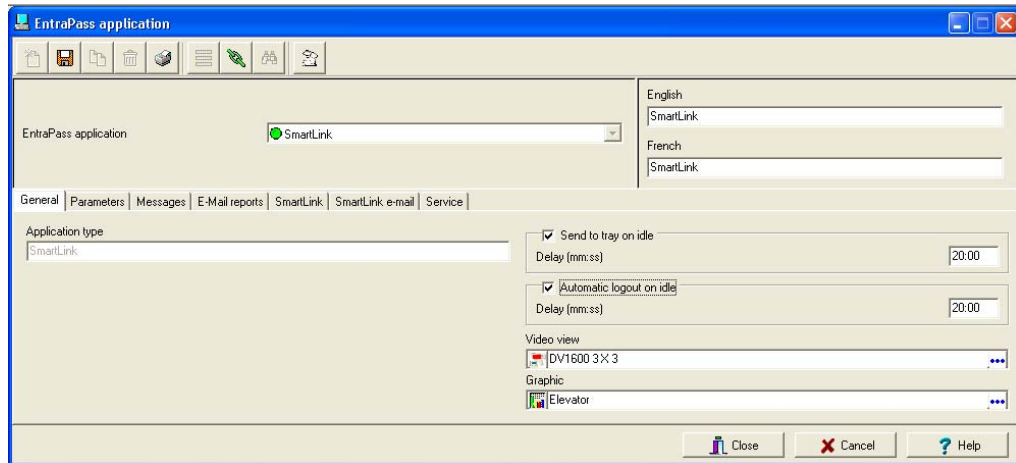 EntraPass application
English
SmartLink
EntraPass application
SmartLink
French
SmartLink
General Parameters Messages E-Mail reports SmartLink SmartLink e-mail Service
Application type
SmartLink
Send to tray on idle
Delay (mm:ss) 20:00
Automatic logout on idle
Delay (mm:ss) 20:00
Video view
DV1600 3 X 3
Graphic
Elevator
Close Cancel Help